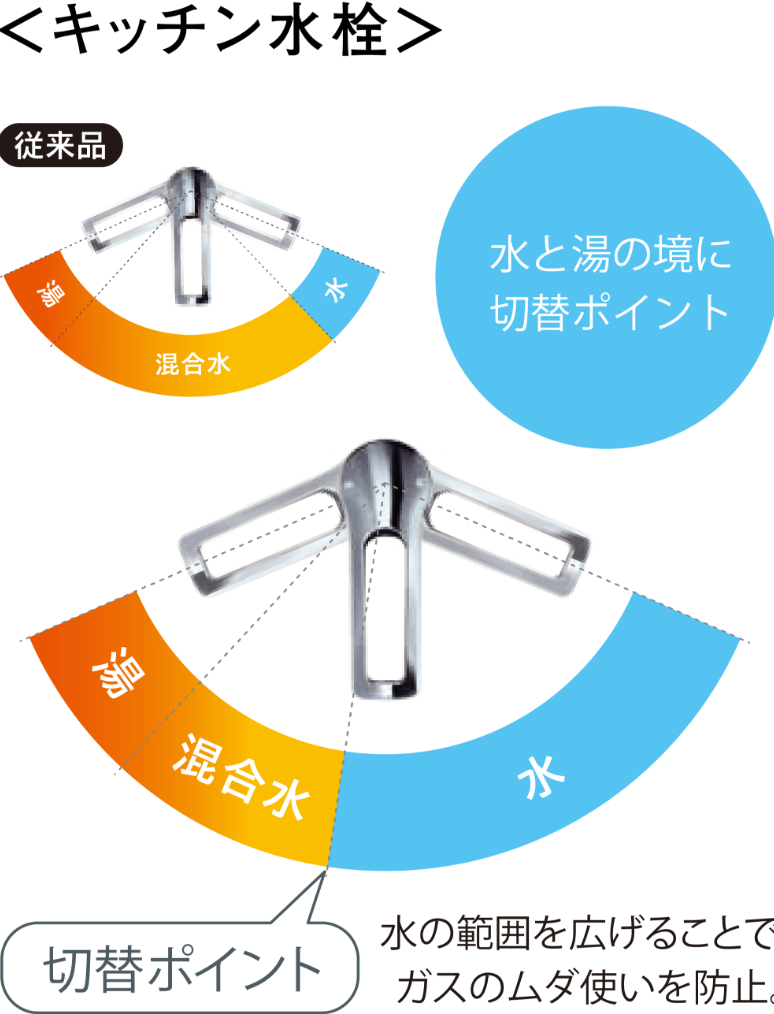 ＜キッチン水栓＞
従来品
水と湯の境に
切替ポイント
湯
混合水
水
湯
混合水
水
切替ポイント
水の範囲を広げることで
ガスのムダ使いを防止。